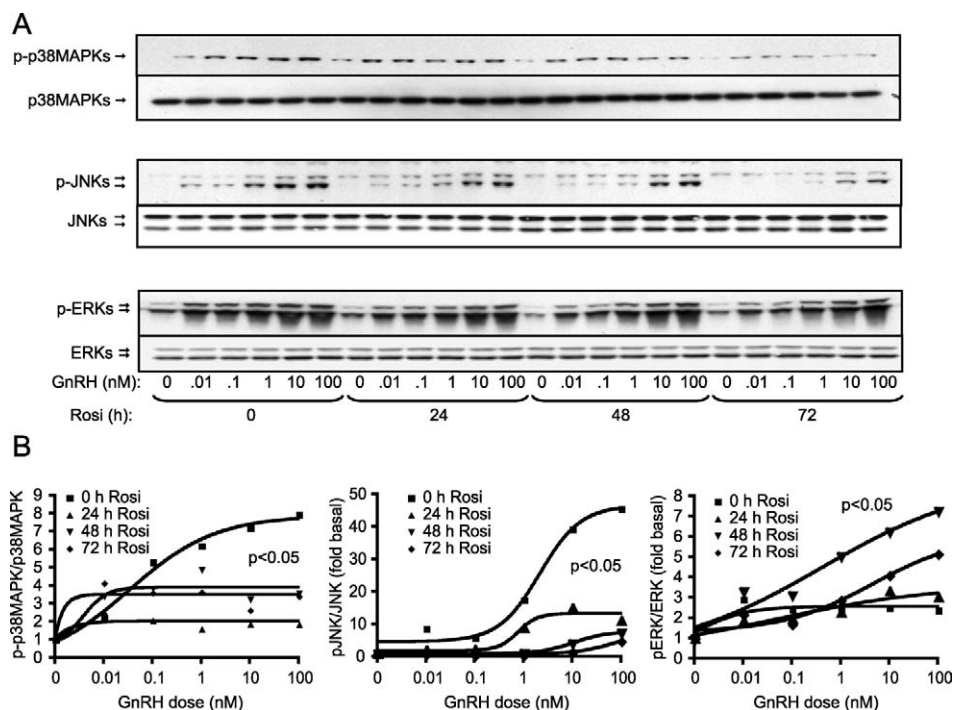 A
p-p38MAPKs →
p38MAPKs →
p-JNKs
JNKs
p-ERKs
ERKs
GnRH (nM): 0 .01 .1 1 10 100 0 .01 .1 1 10 100 0 .01 .1 1 10 100 0 .01 .1 1 10 100
Rosi (h): 0 24 48 72
B
p-p38MAPK/p38MAPK
9
8
7
6
5
4
3
2
1
0
0 h Rosi
24 h Rosi
48 h Rosi
72 h Rosi
p<0.05
0 0.01 0.1 1 10 100
GnRH dose (nM)
pJNK/JNK (fold basal)
50
40
30
20
10
0
0 h Rosi
24 h Rosi
48 h Rosi
72 h Rosi
p<0.05
0 0.01 0.1 1 10 100
GnRH dose (nM)
pERK/ERK (fold basal)
8
7
6
5
4
3
2
1
0
0 h Rosi
24 h Rosi
48 h Rosi
72 h Rosi
p<0.05
0 0.01 0.1 1 10 100
GnRH dose (nM)